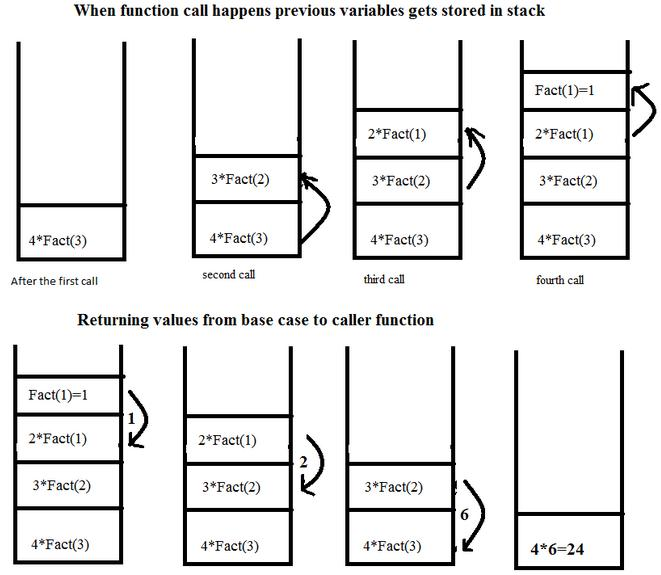 When function call happens previous variables gets stored in stack
Fact(1)=1
2*Fact(1)
2*Fact(1)
3*Fact(2)
3*Fact(2)
3*Fact(2)
4*Fact(3)
4*Fact(3)
4*Fact(3)
4*Fact(3)
After the first call
second call
third call
fourth call
Returning values from base case to caller function
Fact(1)=1
1
2*Fact(1)
2*Fact(1)
2
3*Fact(2)
3*Fact(2)
3*Fact(2)
6
4*Fact(3)
4*Fact(3)
4*Fact(3)
4*6=24